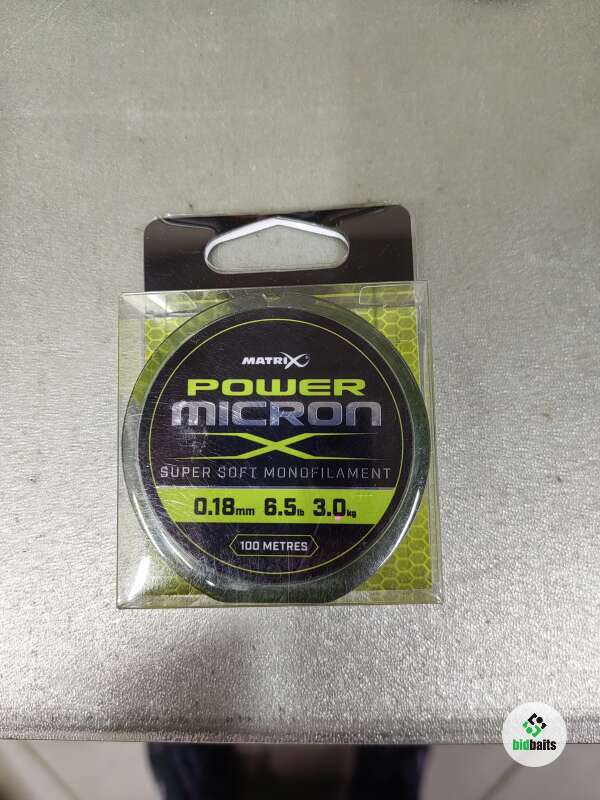 MATRIX
POWER
MICRON
X
SUPER SOFT MONOFILAMENT
0.18mm 6.5lb 3.0kg
100 METRES
bidbaits